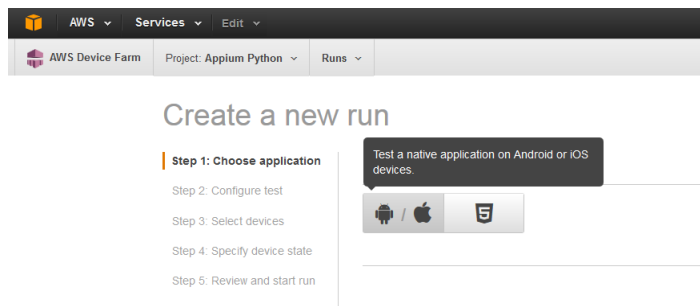 AWS Services Edit
AWS Device Farm Project: Appium Python Runs
Create a new run
Step 1: Choose application
Step 2: Configure test
Step 3: Select devices
Step 4: Specify device state
Step 5: Review and start run
Test a native application on Android or iOS
devices.
/
5